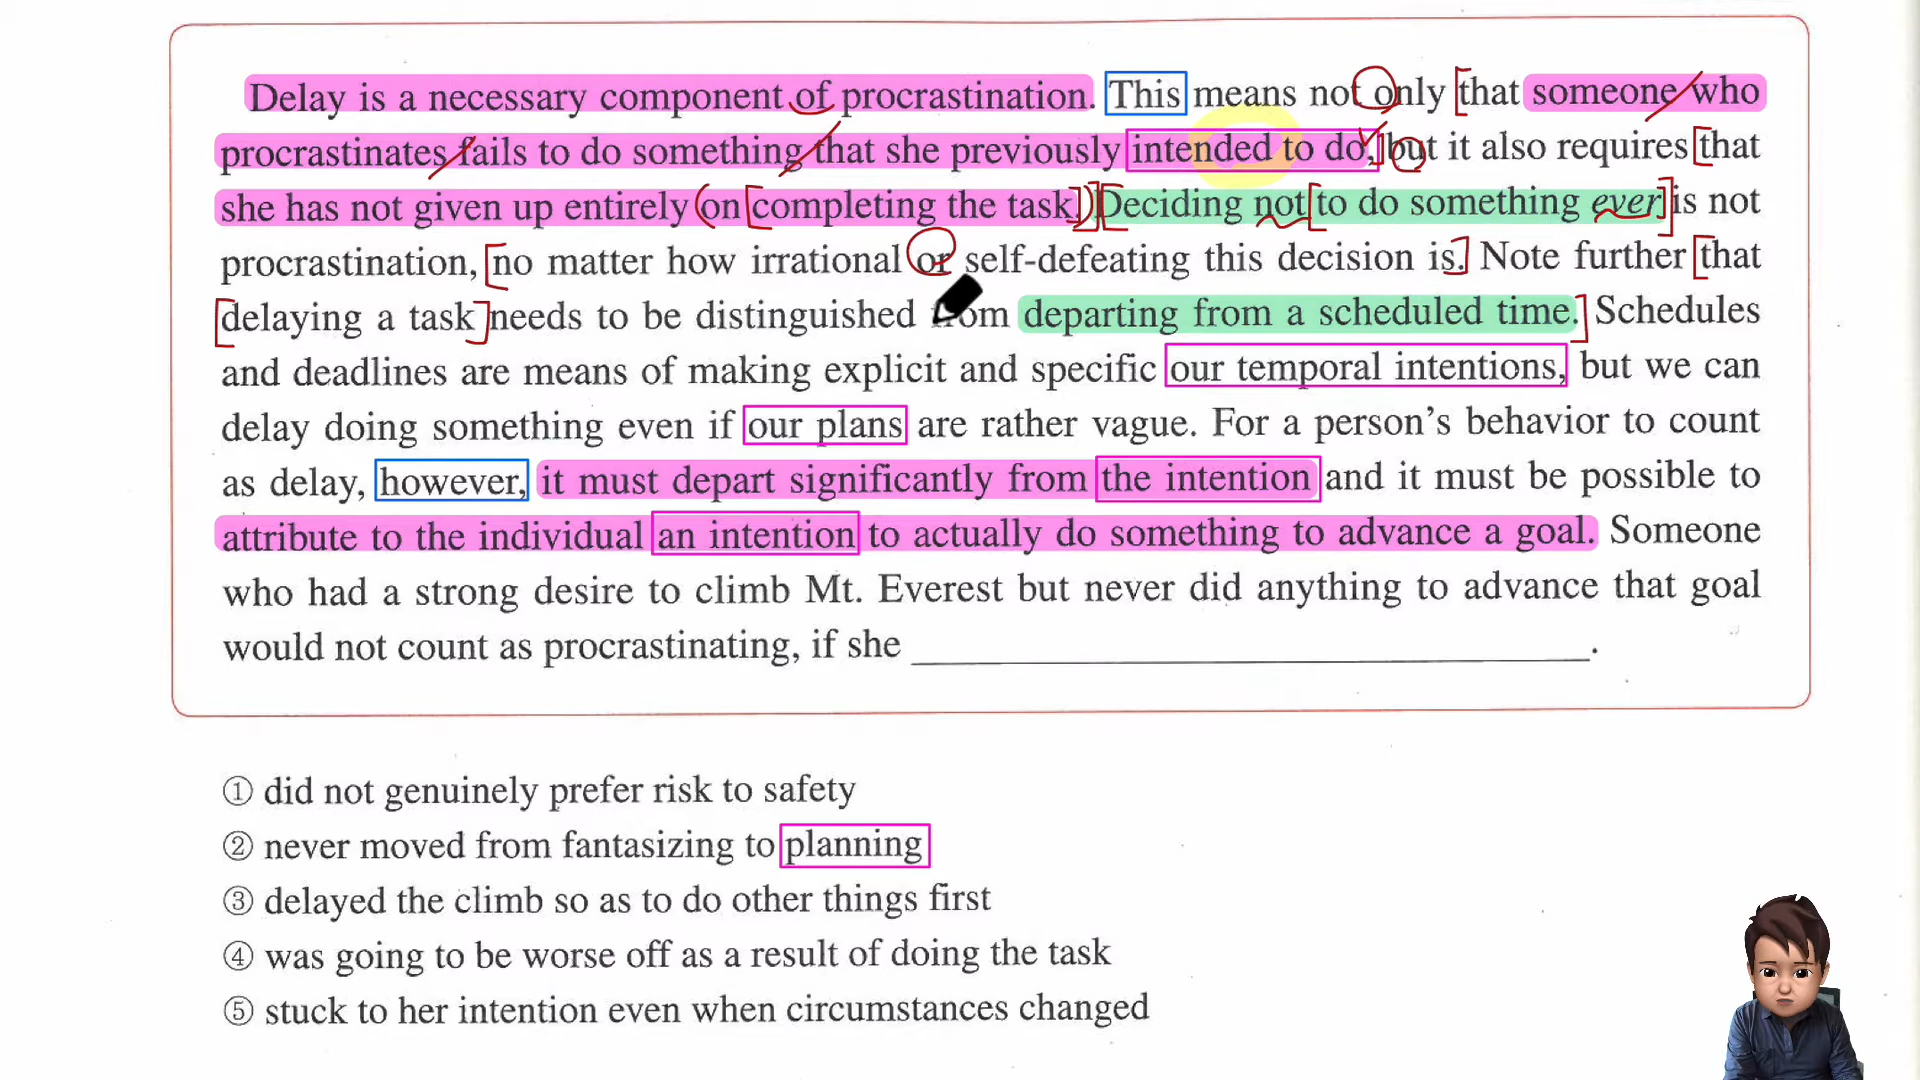 Delay is a necessary component of procrastination. This means not only that someone who
procrastinates fails to do something that she previously intended to do, but it also requires that
she has not given up entirely on completing the task. Deciding not to do something ever is not
procrastination, no matter how irrational or self-defeating this decision is. Note further that
delaying a task needs to be distinguished from departing from a scheduled time. Schedules
and deadlines are means of making explicit and specific our temporal intentions, but we can
delay doing something even if our plans are rather vague. For a person's behavior to count
as delay, however, it must depart significantly from the intention and it must be possible to
attribute to the individual an intention to actually do something to advance a goal. Someone
who had a strong desire to climb Mt. Everest but never did anything to advance that goal
would not count as procrastinating, if she ______________________________.
① did not genuinely prefer risk to safety
② never moved from fantasizing to planning
③ delayed the climb so as to do other things first
④ was going to be worse off as a result of doing the task
⑤ stuck to her intention even when circumstances changed